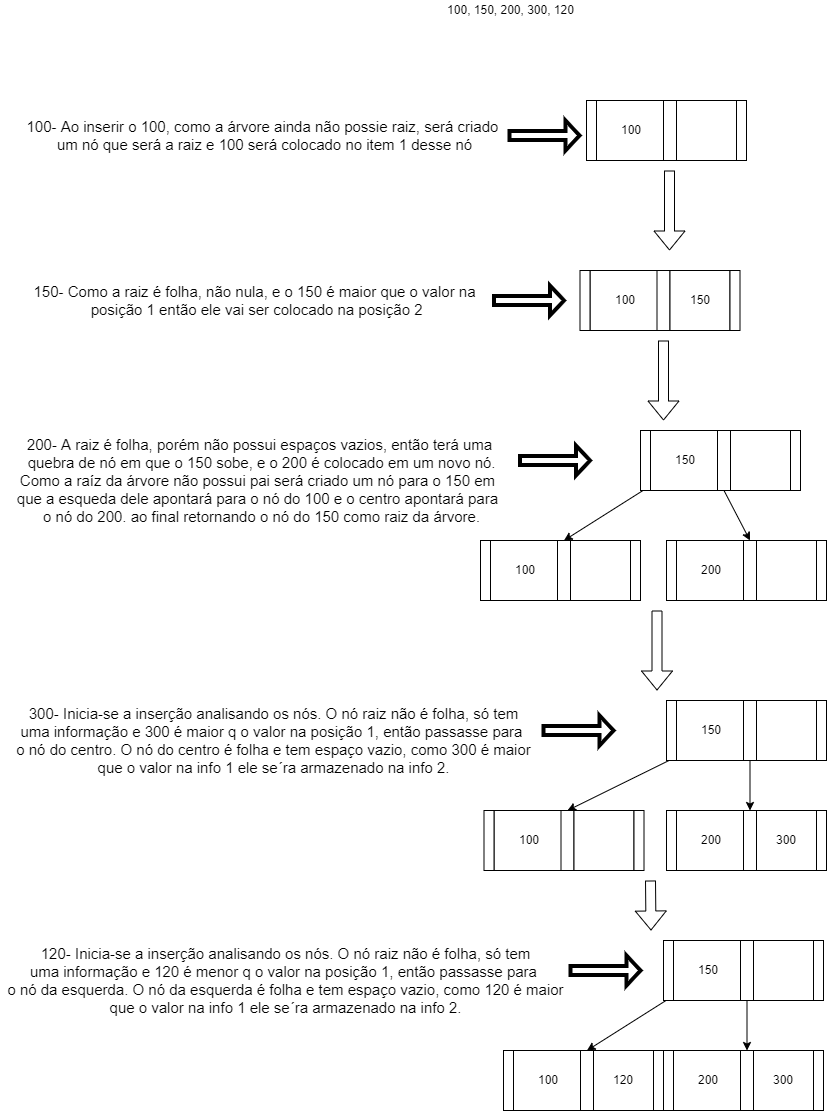 100, 150, 200, 300, 120
100- Ao inserir o 100, como a árvore ainda não possie raiz, será criado
um nó que será a raiz e 100 será colocado no item 1 desse nó
100
150- Como a raiz é folha, não nula, e o 150 é maior que o valor na
posição 1 então ele vai ser colocado na posição 2
100 150
200- A raiz é folha, porém não possui espaços vazios, então terá uma
quebra de nó em que o 150 sobe, e o 200 é colocado em um novo nó.
Como a raíz da árvore não possui pai será criado um nó para o 150 em
que a esqueda dele apontará para o nó do 100 e o centro apontará para
o nó do 200. ao final retornando o nó do 150 como raiz da árvore.
150
100 200
300- Inicia-se a inserção analisando os nós. O nó raiz não é folha, só tem
uma informação e 300 é maior q o valor na posição 1, então passasse para
o nó do centro. O nó do centro é folha e tem espaço vazio, como 300 é maior
que o valor na info 1 ele se´ra armazenado na info 2.
150
100 200 300
120- Inicia-se a inserção analisando os nós. O nó raiz não é folha, só tem
uma informação e 120 é menor q o valor na posição 1, então passasse para
o nó da esquerda. O nó da esquerda é folha e tem espaço vazio, como 120 é maior
que o valor na info 1 ele se´ra armazenado na info 2.
150
100 120 200 300